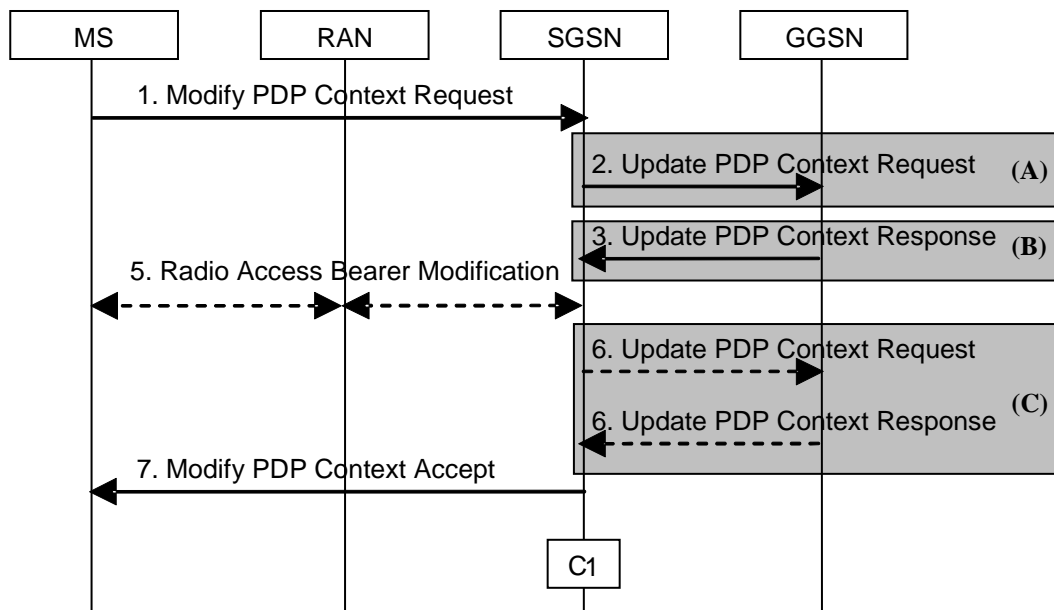 MS
RAN
SGSN
GGSN
1. Modify PDP Context Request
2. Update PDP Context Request
(A)
3. Update PDP Context Response
(B)
5. Radio Access Bearer Modification
6. Update PDP Context Request
(C)
6. Update PDP Context Response
7. Modify PDP Context Accept
C1